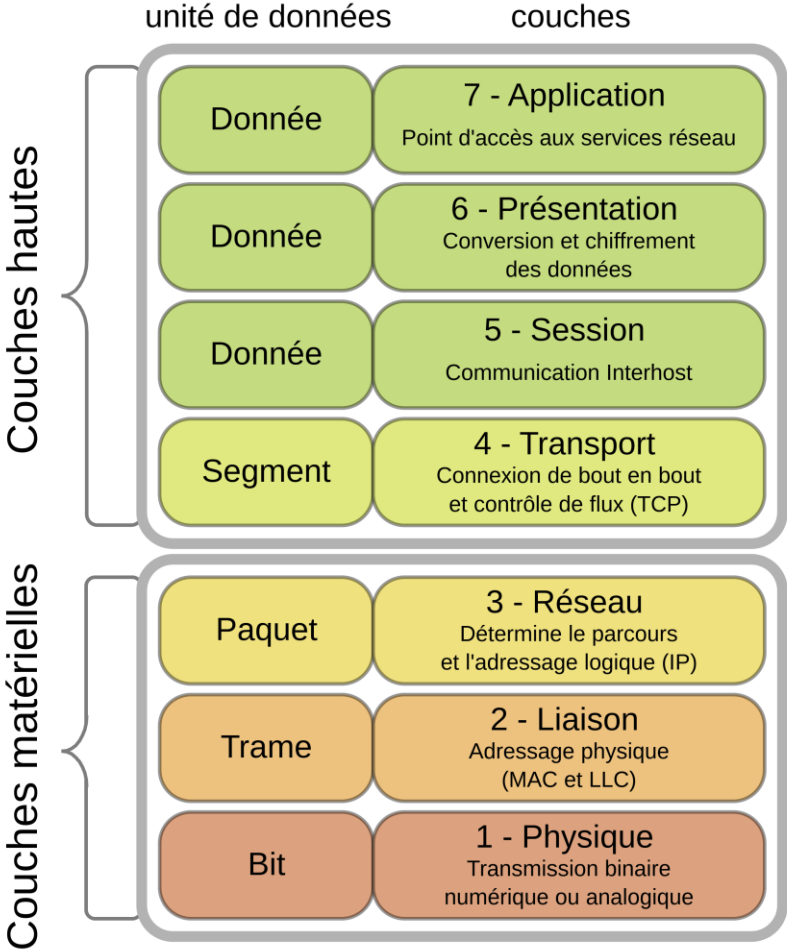 unité de données couches
Couches hautes
Donnée
7 - Application
Point d'accès aux services réseau
Donnée
6 - Présentation
Conversion et chiffrement
des données
Donnée
5 - Session
Communication Interhost
Segment
4 - Transport
Connexion de bout en bout
et contrôle de flux (TCP)
Couches matérielles
Paquet
3 - Réseau
Détermine le parcours
et l'adressage logique (IP)
Trame
2 - Liaison
Adressage physique
(MAC et LLC)
Bit
1 - Physique
Transmission binaire
numérique ou analogique